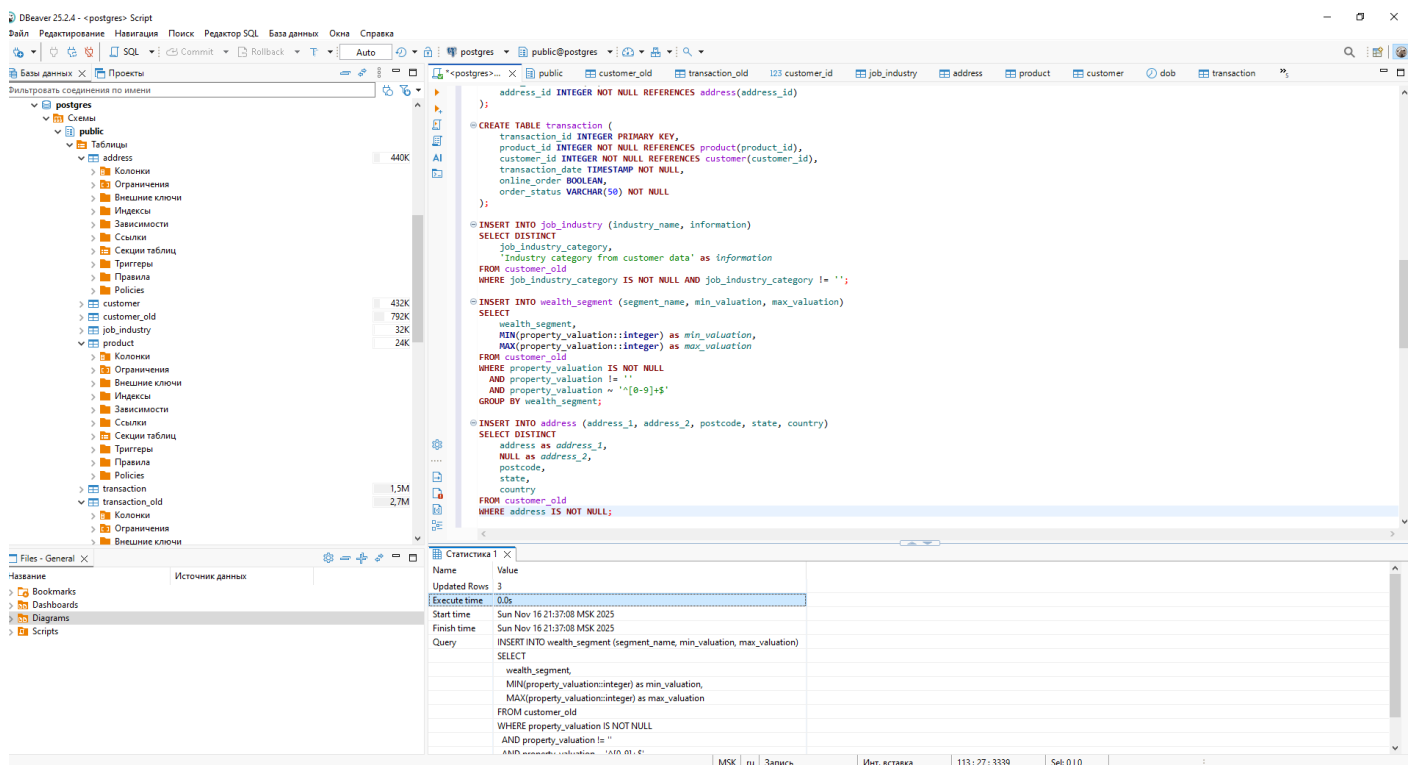 DBeaver 25.2.4 - <postgres> Script
Файл Редактирование Навигация Поиск Редактор SQL База данных Окна Справка
SQL Commit Rollback T Auto postgres public@postgres
Базы данных Проекты
*<postgres>... public customer_old transaction_old 123 customer_id job_industry address product customer dob transaction »5
Фильтровать соединения по имени
postgres
Схемы
public
Таблицы
address 440K
Колонки
Ограничения
Внешние ключи
Индексы
Зависимости
Ссылки
Секции таблиц
Триггеры
Правила
Policies
customer 432K
customer_old 792K
job_industry 32K
product 24K
Колонки
Ограничения
Внешние ключи
Индексы
Зависимости
Ссылки
Секции таблиц
Триггеры
Правила
Policies
transaction 1,5M
transaction_old 2,7M
Колонки
Ограничения
Внешние ключи
AI
address_id INTEGER NOT NULL REFERENCES address(address_id)
);
CREATE TABLE transaction (
transaction_id INTEGER PRIMARY KEY,
product_id INTEGER NOT NULL REFERENCES product(product_id),
customer_id INTEGER NOT NULL REFERENCES customer(customer_id),
transaction_date TIMESTAMP NOT NULL,
online_order BOOLEAN,
order_status VARCHAR(50) NOT NULL
);
INSERT INTO job_industry (industry_name, information)
SELECT DISTINCT
job_industry_category,
'Industry category from customer data' as information
FROM customer_old
WHERE job_industry_category IS NOT NULL AND job_industry_category != '';
INSERT INTO wealth_segment (segment_name, min_valuation, max_valuation)
SELECT
wealth_segment,
MIN(property_valuation::integer) as min_valuation,
MAX(property_valuation::integer) as max_valuation
FROM customer_old
WHERE property_valuation IS NOT NULL
AND property_valuation != ''
AND property_valuation ~ '^[0-9]+$'
GROUP BY wealth_segment;
INSERT INTO address (address_1, address_2, postcode, state, country)
SELECT DISTINCT
address as address_1,
NULL as address_2,
postcode,
state,
country
FROM customer_old
WHERE address IS NOT NULL;
Files - General
Название Источник данных
Bookmarks
Dashboards
Diagrams
Scripts
Статистика 1
Name Value
Updated Rows 3
Execute time 0.0s
Start time Sun Nov 16 21:37:08 MSK 2025
Finish time Sun Nov 16 21:37:08 MSK 2025
Query INSERT INTO wealth_segment (segment_name, min_valuation, max_valuation)
SELECT
wealth_segment,
MIN(property_valuation::integer) as min_valuation,
MAX(property_valuation::integer) as max_valuation
FROM customer_old
WHERE property_valuation IS NOT NULL
AND property_valuation != ''
AND property_valuation ~ '^[0-9]+$'
MSK ru Запись Инт. вставка 113 : 27 : 3339 Sel: 0 | 0